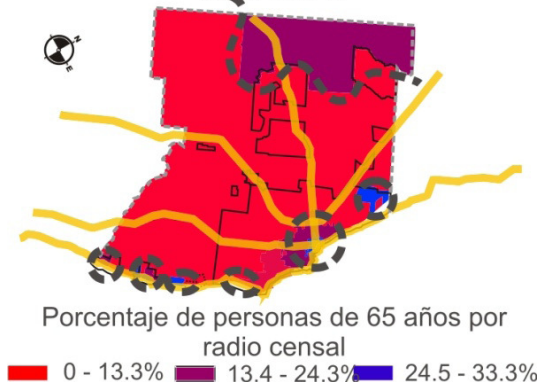 N
E
Porcentaje de personas de 65 años por
radio censal
0 - 13.3% 13.4 - 24.3% 24.5 - 33.3%